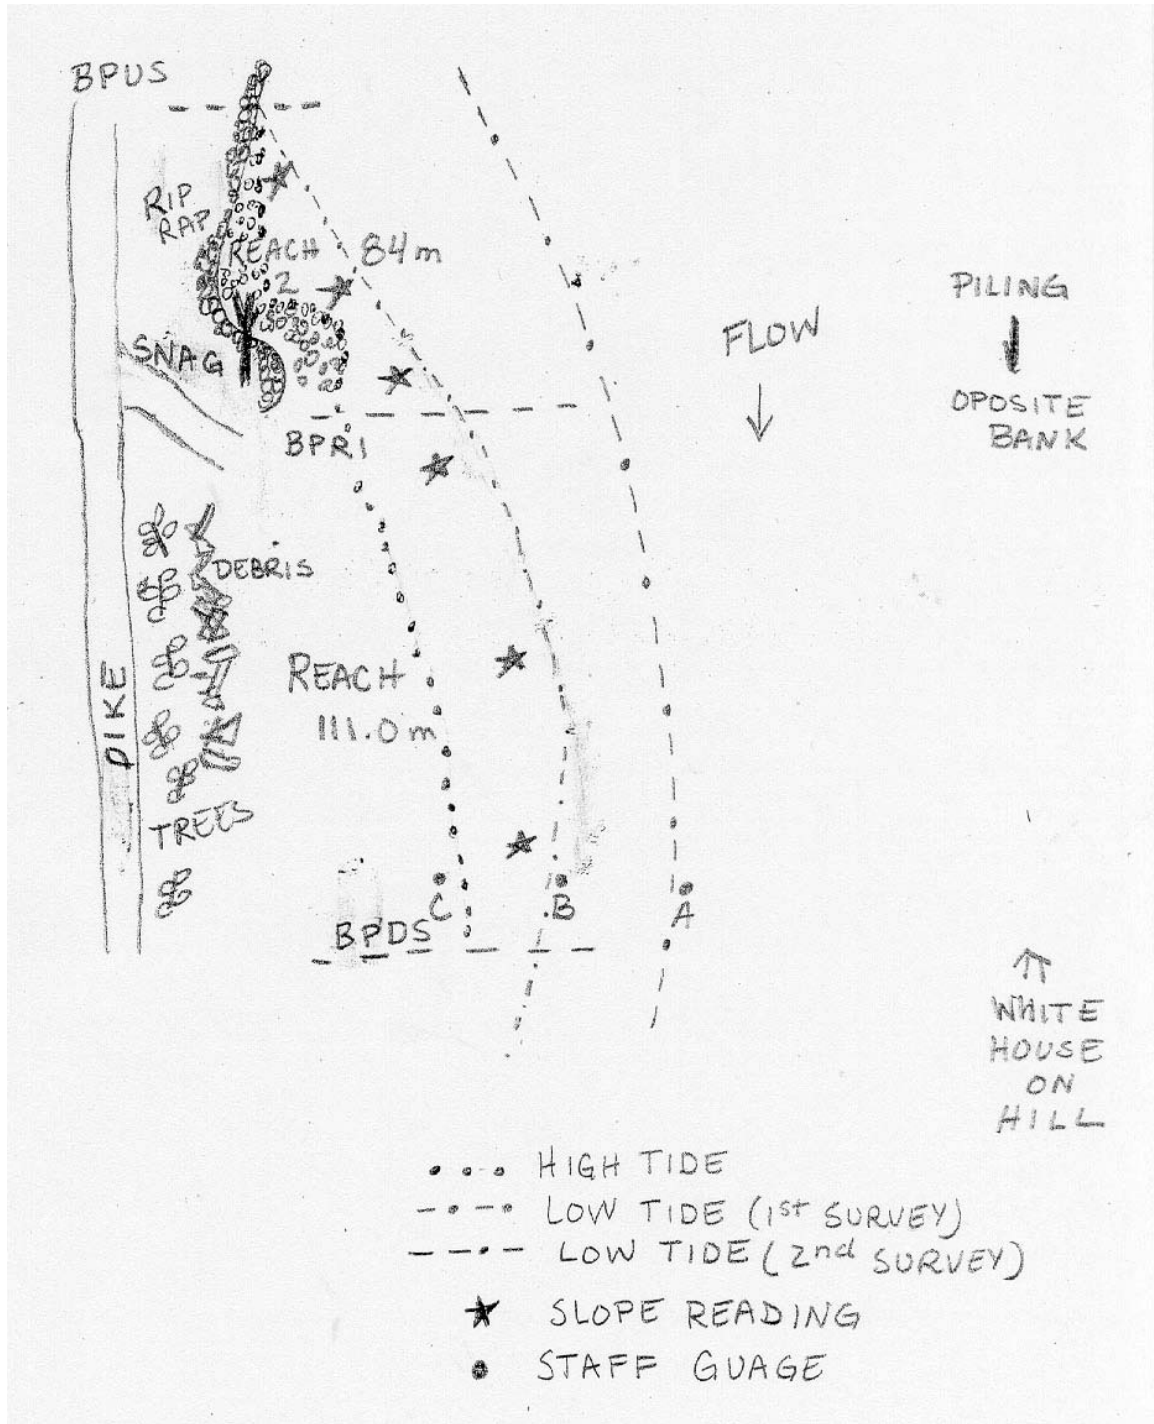 BPUS
RIP
RAP
REACH
2
84m
SNAG
BPR1
FLOW
PILING
OPOSITE
BANK
DEBRIS
REACH
111.0m
DIKE
TREES
C
B
A
BPDS
WHITE
HOUSE
ON
HILL
HIGH TIDE
LOW TIDE (1st SURVEY)
LOW TIDE (2nd SURVEY)
SLOPE READING
STAFF GUAGE